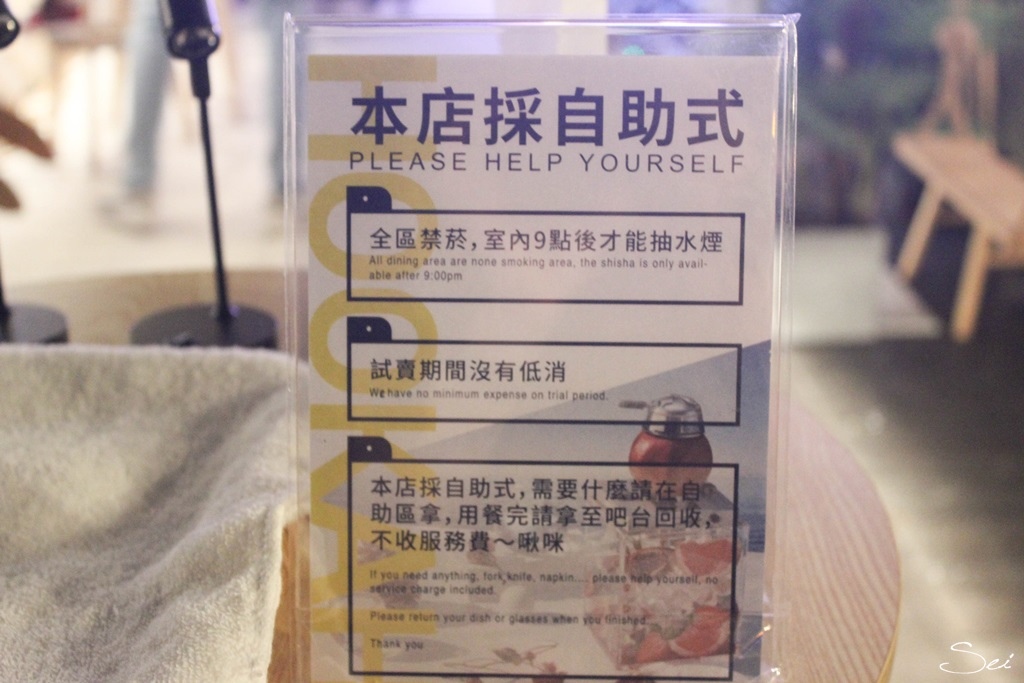 本店採自助式
PLEASE HELP YOURSELF
全區禁菸，室內9點後才能抽水煙
All dining area are none smoking area, the shisha is only avail-
able after 9:00pm
試賣期間沒有低消
We have no minimum expense on trial period.
本店採自助式，需要什麼請在自
助區拿，用餐完請拿至吧台回收，
不收服務費～啾咪
If you need anything, fork,knife, napkin.... please help yourself, no
service charge included.
Please return your dish or glasses when you finished.
Thank you
Sei